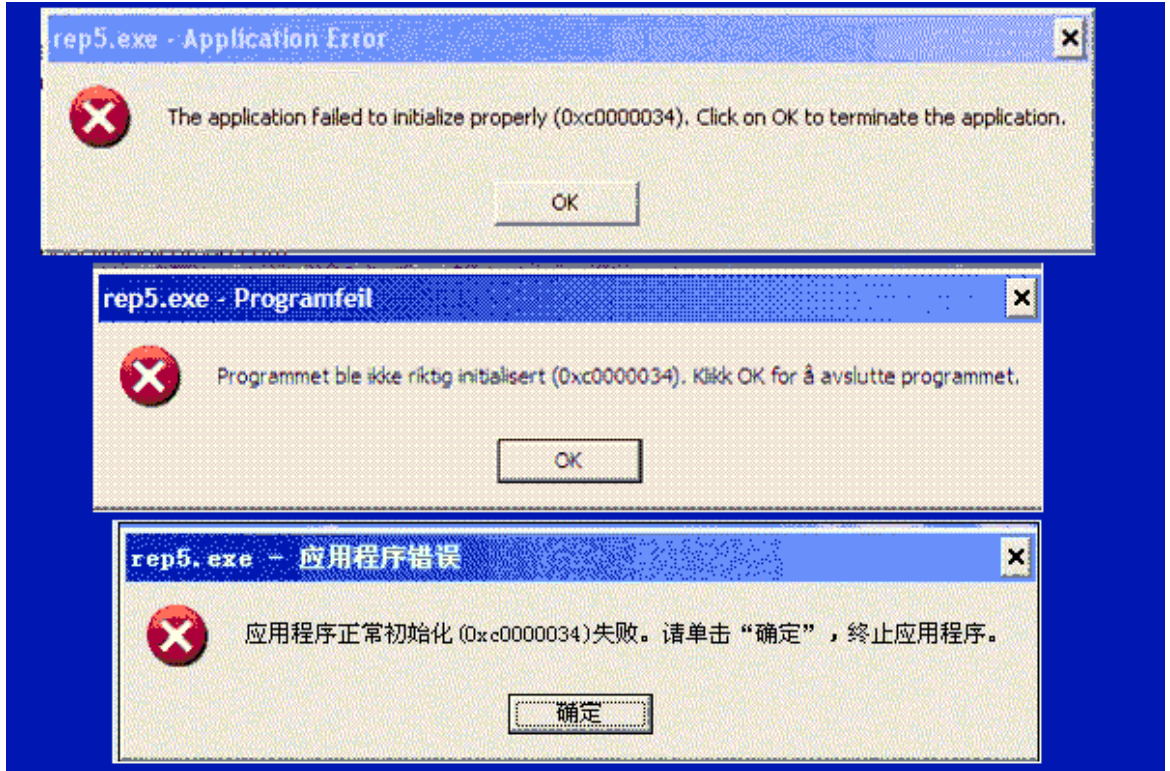 rep5.exe - Application Error
The application failed to initialize properly (0xc0000034). Click on OK to terminate the application.
OK
rep5.exe - Programfeil
Programmet ble ikke riktig initialisert (0xc0000034). Klikk OK for å avslutte programmet.
OK
rep5.exe - 应用程序错误
应用程序正常初始化(0xc0000034)失败。请单击“确定”，终止应用程序。
确定